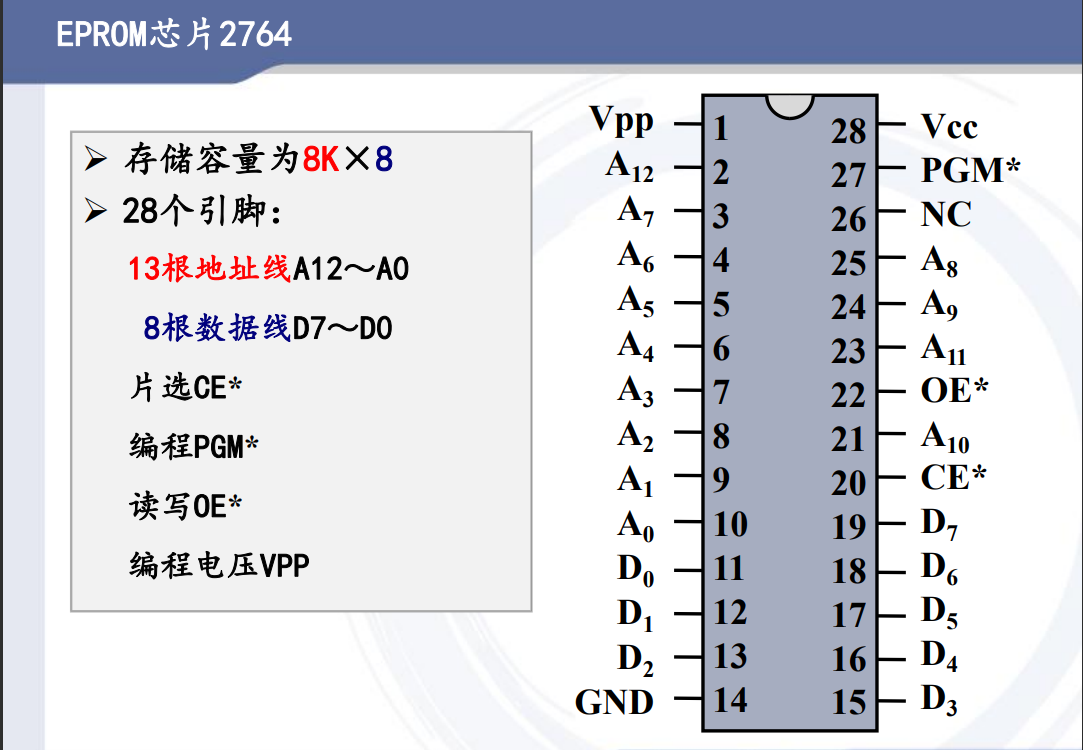 EPROM芯片2764
➢ 存储容量为8K×8
➢ 28个引脚：
13根地址线A12～A0
8根数据线D7～D0
片选CE*
编程PGM*
读写OE*
编程电压VPP
Vpp 1 28 Vcc
A12 2 27 PGM*
A7 3 26 NC
A6 4 25 A8
A5 5 24 A9
A4 6 23 A11
A3 7 22 OE*
A2 8 21 A10
A1 9 20 CE*
A0 10 19 D7
D0 11 18 D6
D1 12 17 D5
D2 13 16 D4
GND 14 15 D3